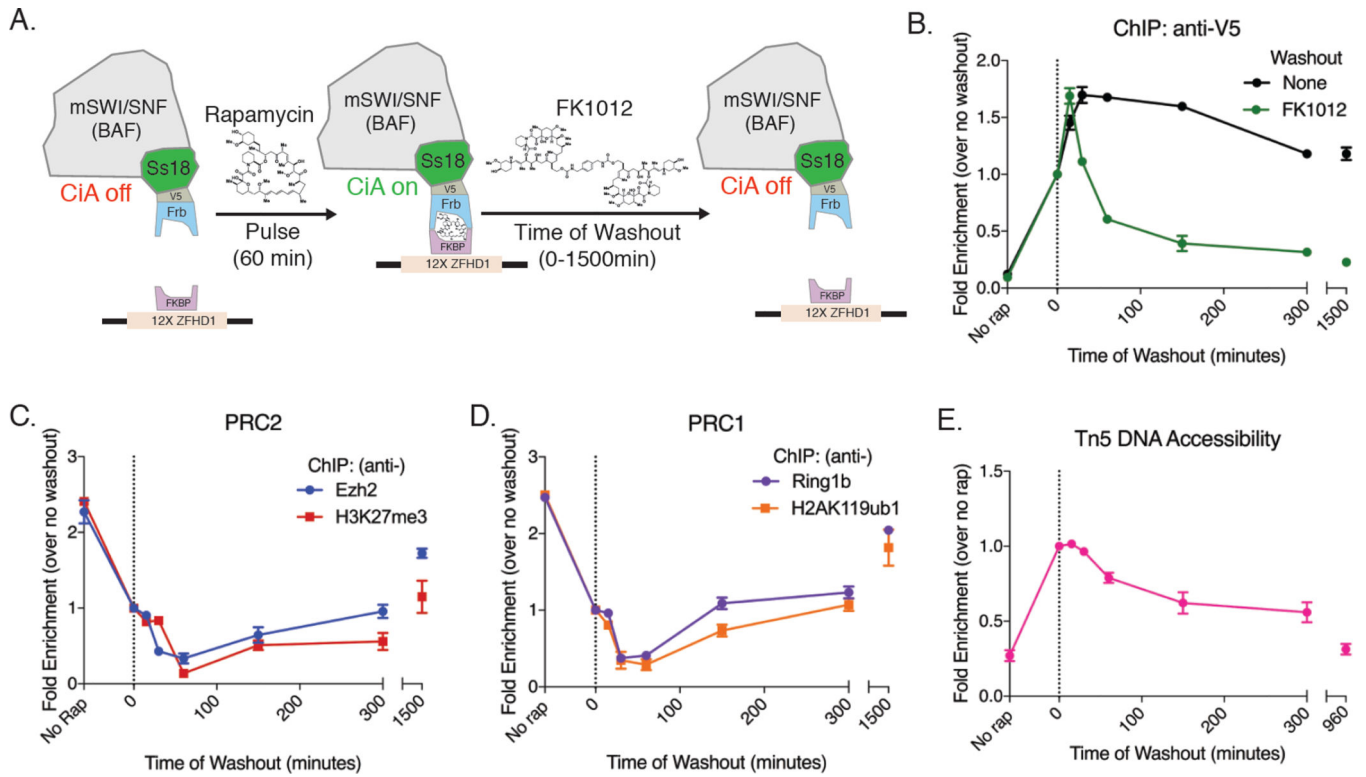 A.
mSWI/SNF
(BAF)
Ss18
CiA off
V5
Frb
FKBP
12X ZFHD1
Rapamycin
Pulse
(60 min)
mSWI/SNF
(BAF)
Ss18
CiA on
V5
Frb
FKBP
12X ZFHD1
FK1012
Time of Washout
(0-1500min)
mSWI/SNF
(BAF)
Ss18
CiA off
V5
Frb
FKBP
12X ZFHD1
B.
ChIP: anti-V5
Fold Enrichment (over no washout)
2.0
1.5
1.0
0.5
0.0
Washout
None
FK1012
No rap
0
100
200
300
1500
Time of Washout (minutes)
C.
PRC2
Fold Enrichment (over no washout)
3
2
1
0
ChIP: (anti-)
Ezh2
H3K27me3
No Rap
0
100
200
300
1500
Time of Washout (minutes)
D.
PRC1
Fold Enrichment (over no washout)
3
2
1
0
ChIP: (anti-)
Ring1b
H2AK119ub1
No rap
0
100
200
300
1500
Time of Washout (minutes)
E.
Tn5 DNA Accessibility
Fold Enrichment (over no rap)
1.5
1.0
0.5
0.0
No rap
0
100
200
300
960
Time of Washout (minutes)